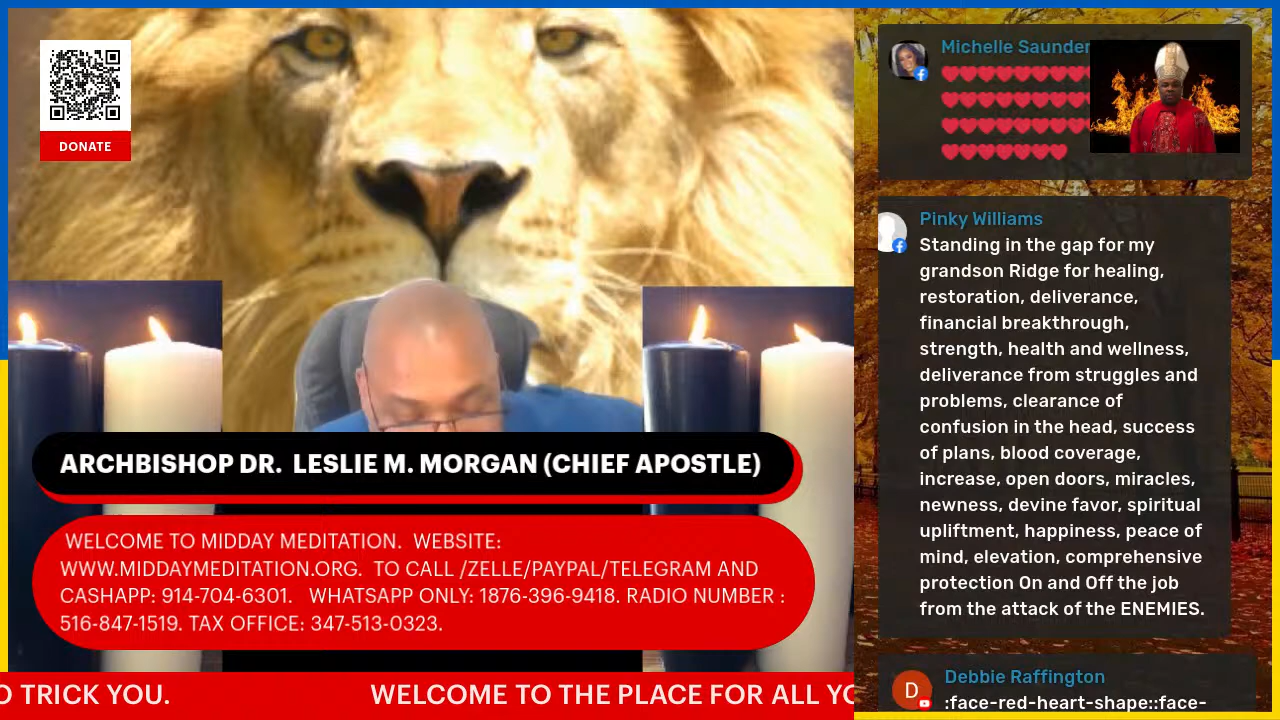 DONATE
ARCHBISHOP DR.  LESLIE M. MORGAN (CHIEF APOSTLE)
WELCOME TO MIDDAY MEDITATION.  WEBSITE:
WWW.MIDDAYMEDITATION.ORG.  TO CALL /ZELLE/PAYPAL/TELEGRAM AND
CASHAPP: 914-704-6301.   WHATSAPP ONLY: 1876-396-9418. RADIO NUMBER :
516-847-1519. TAX OFFICE: 347-513-0323.
O TRICK YOU.  WELCOME TO THE PLACE FOR ALL
Michelle
Pinky Williams
Standing in the gap for my
grandson Ridge for healing,
restoration, deliverance,
financial breakthrough,
strength, health and wellness,
deliverance from struggles and
problems, clearance of
confusion in the head, success
of plans, blood coverage,
increase, open doors, miracles,
newness, devine favor, spiritual
upliftment, happiness, peace of
mind, elevation, comprehensive
protection On and Off the job
from the attack of the ENEMIES.
D
Debbie Raffington
:face-red-heart-shape::face-